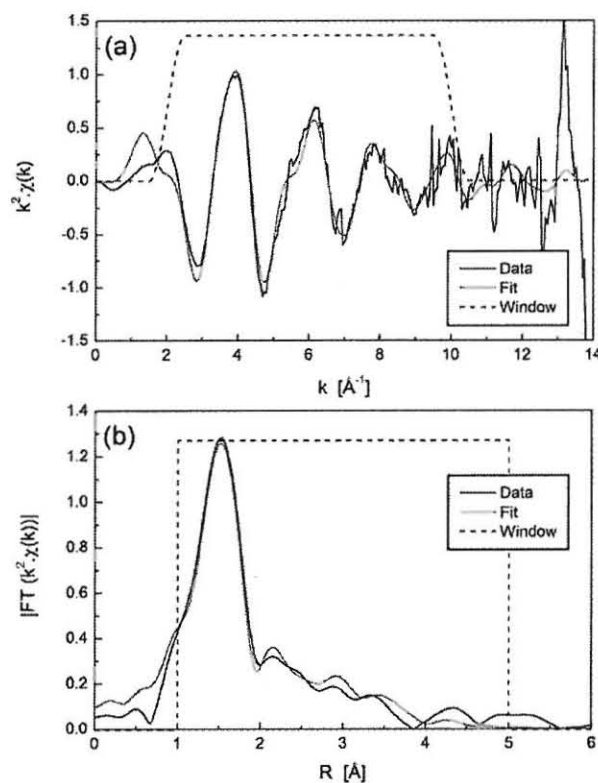 (a)
1.5
1.0
0.5
0.0
-0.5
-1.0
-1.5
k².χ(k)
Data
Fit
Window
0 2 4 6 8 10 12 14
k [Å⁻¹]
(b)
1.4
1.2
1.0
0.8
0.6
0.4
0.2
0.0
|FT (k².χ(k))|
Data
Fit
Window
0 1 2 3 4 5 6
R [Å]